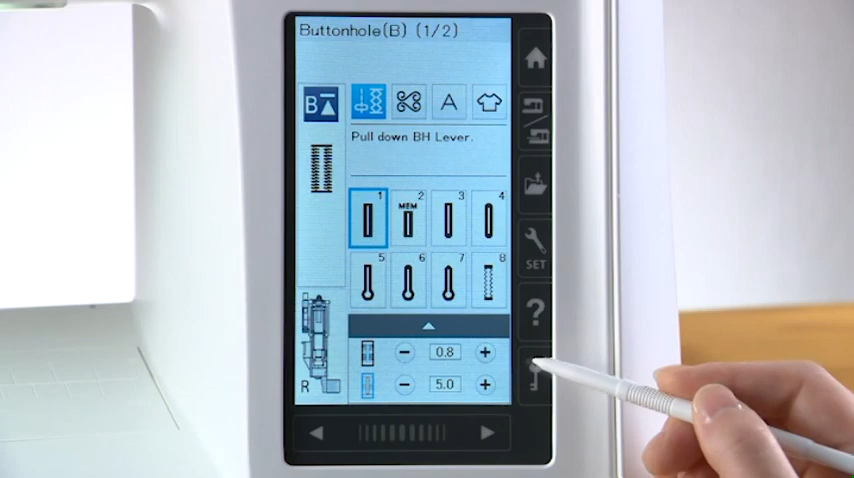 Buttonhole(B) (1/2)
B
A
Pull down BH Lever.
1
MEM 2
3
4
5
6
7
8
SET
?
− 0.8 +
R
− 5.0 +